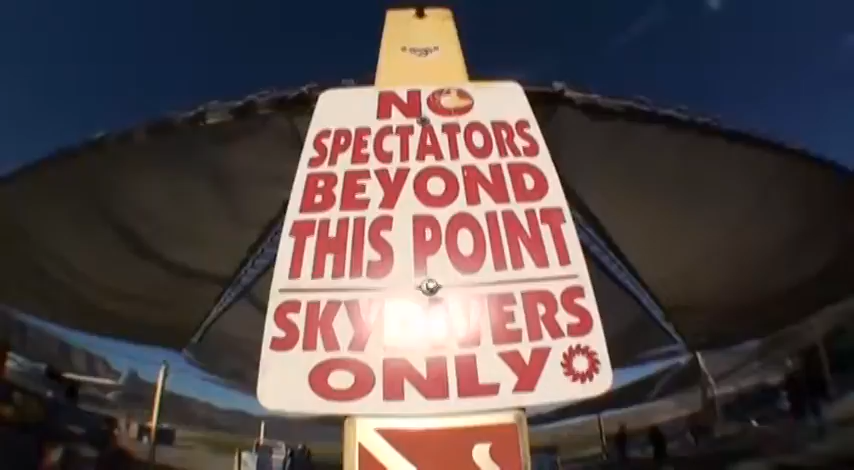 NO
SPECTATORS
BEYOND
THIS POINT
SKYDIVERS
ONLY